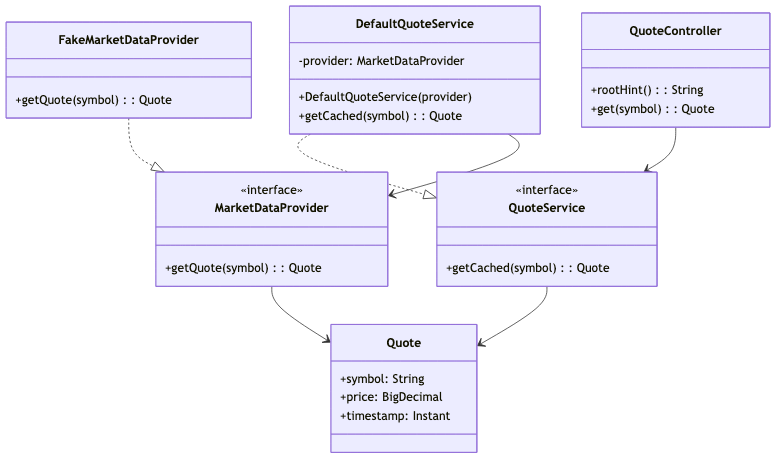 FakeMarketDataProvider
+getQuote(symbol) : : Quote
DefaultQuoteService
-provider: MarketDataProvider
+DefaultQuoteService(provider)
+getCached(symbol) : : Quote
QuoteController
+rootHint() : : String
+get(symbol) : : Quote
«interface»
MarketDataProvider
+getQuote(symbol) : : Quote
«interface»
QuoteService
+getCached(symbol) : : Quote
Quote
+symbol: String
+price: BigDecimal
+timestamp: Instant